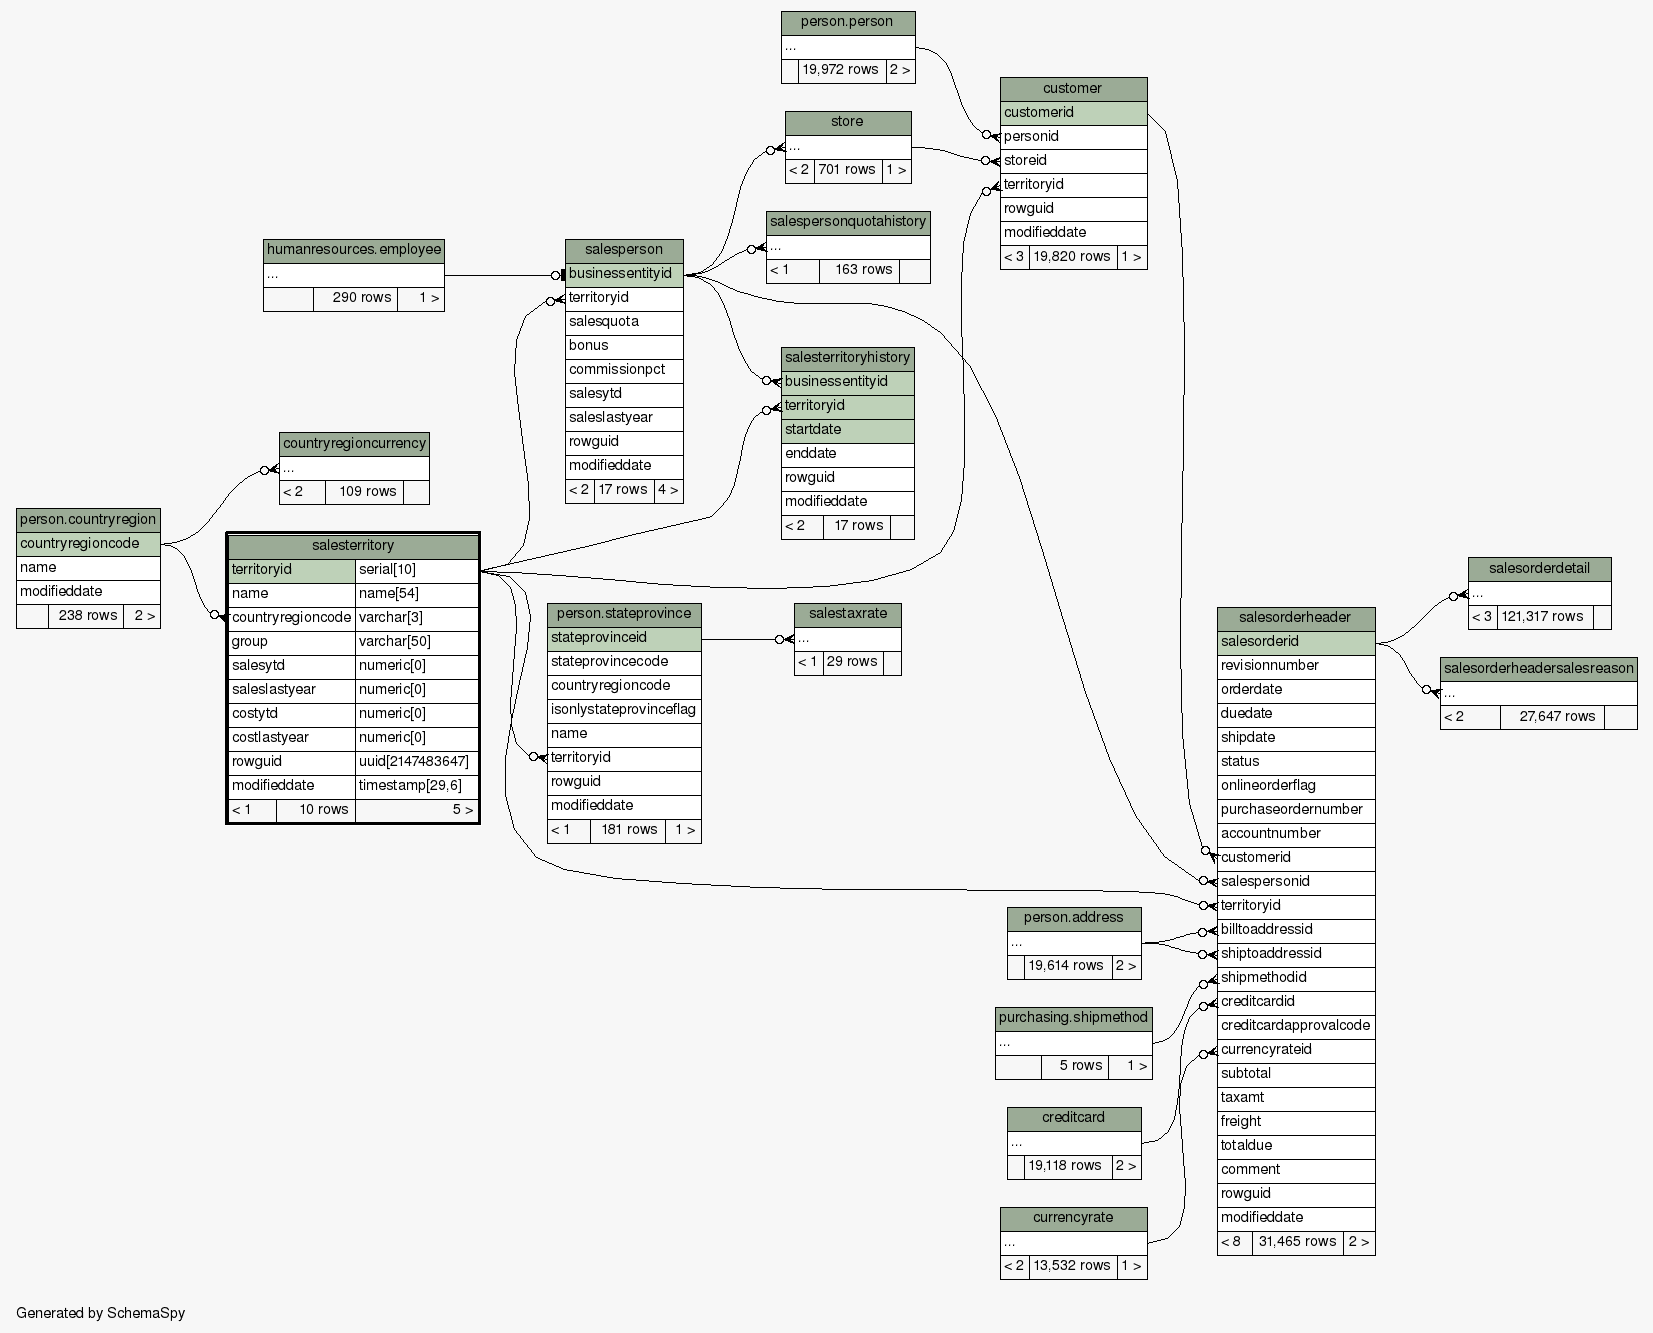 person.person
...
19,972 rows 2 >
customer
customerid
personid
storeid
territoryid
rowguid
modifieddate
< 3 19,820 rows 1 >
store
...
< 2 701 rows 1 >
salespersonquotahistory
...
< 1 163 rows
humanresources.employee
...
290 rows 1 >
salesperson
businessentityid
territoryid
salesquota
bonus
commissionpct
salesytd
saleslastyear
rowguid
modifieddate
< 2 17 rows 4 >
salesterritoryhistory
businessentityid
territoryid
startdate
enddate
rowguid
modifieddate
< 2 17 rows
countryregioncurrency
...
< 2 109 rows
person.countryregion
countryregioncode
name
modifieddate
238 rows 2 >
salesterritory
territoryid serial[10]
name name[54]
countryregioncode varchar[3]
group varchar[50]
salesytd numeric[0]
saleslastyear numeric[0]
costytd numeric[0]
costlastyear numeric[0]
rowguid uuid[2147483647]
modifieddate timestamp[29,6]
< 1 10 rows 5 >
person.stateprovince
stateprovinceid
stateprovincecode
countryregioncode
isonlystateprovinceflag
name
territoryid
rowguid
modifieddate
< 1 181 rows 1 >
salestaxrate
...
< 1 29 rows
salesorderdetail
...
< 3 121,317 rows
salesorderheadersalesreason
...
< 2 27,647 rows
salesorderheader
salesorderid
revisionnumber
orderdate
duedate
shipdate
status
onlineorderflag
purchaseordernumber
accountnumber
customerid
salespersonid
territoryid
billtoaddressid
shiptoaddressid
shipmethodid
creditcardid
creditcardapprovalcode
currencyrateid
subtotal
taxamt
freight
totaldue
comment
rowguid
modifieddate
< 8 31,465 rows 2 >
person.address
...
19,614 rows 2 >
purchasing.shipmethod
...
5 rows 1 >
creditcard
...
19,118 rows 2 >
currencyrate
...
< 2 13,532 rows 1 >
Generated by SchemaSpy